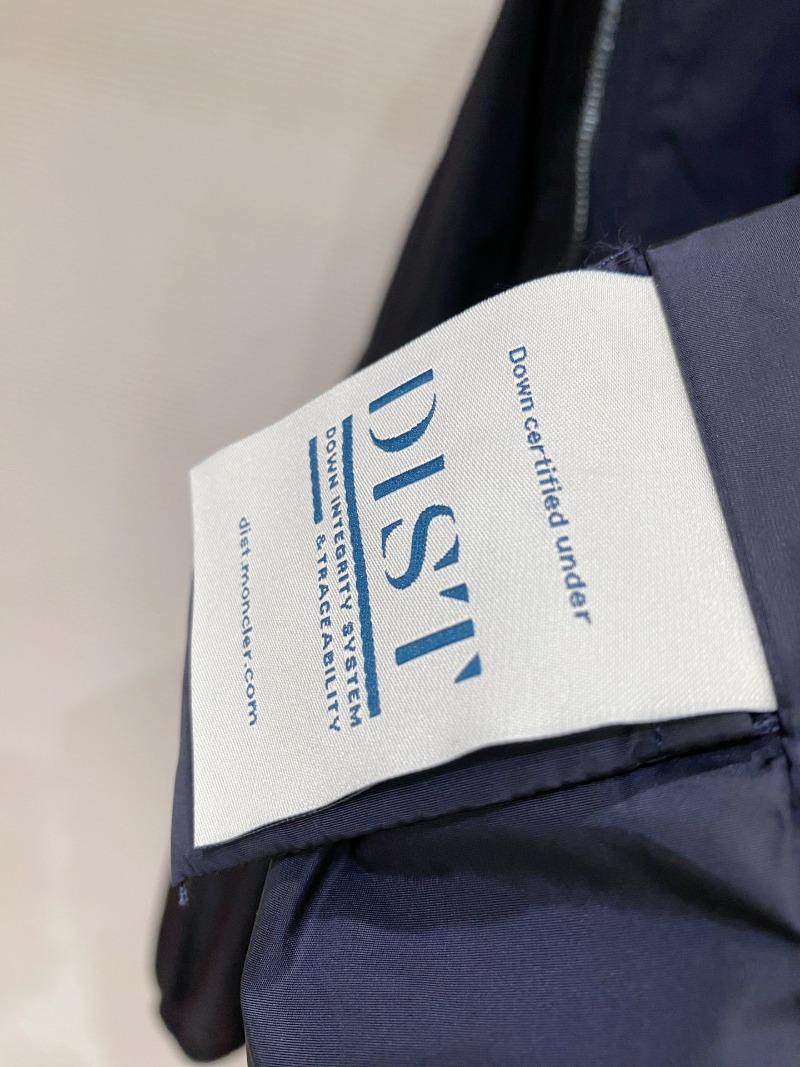 Down certified under
DIST
DOWN INTEGRITY SYSTEM
& TRACEABILITY
dist.moncler.com